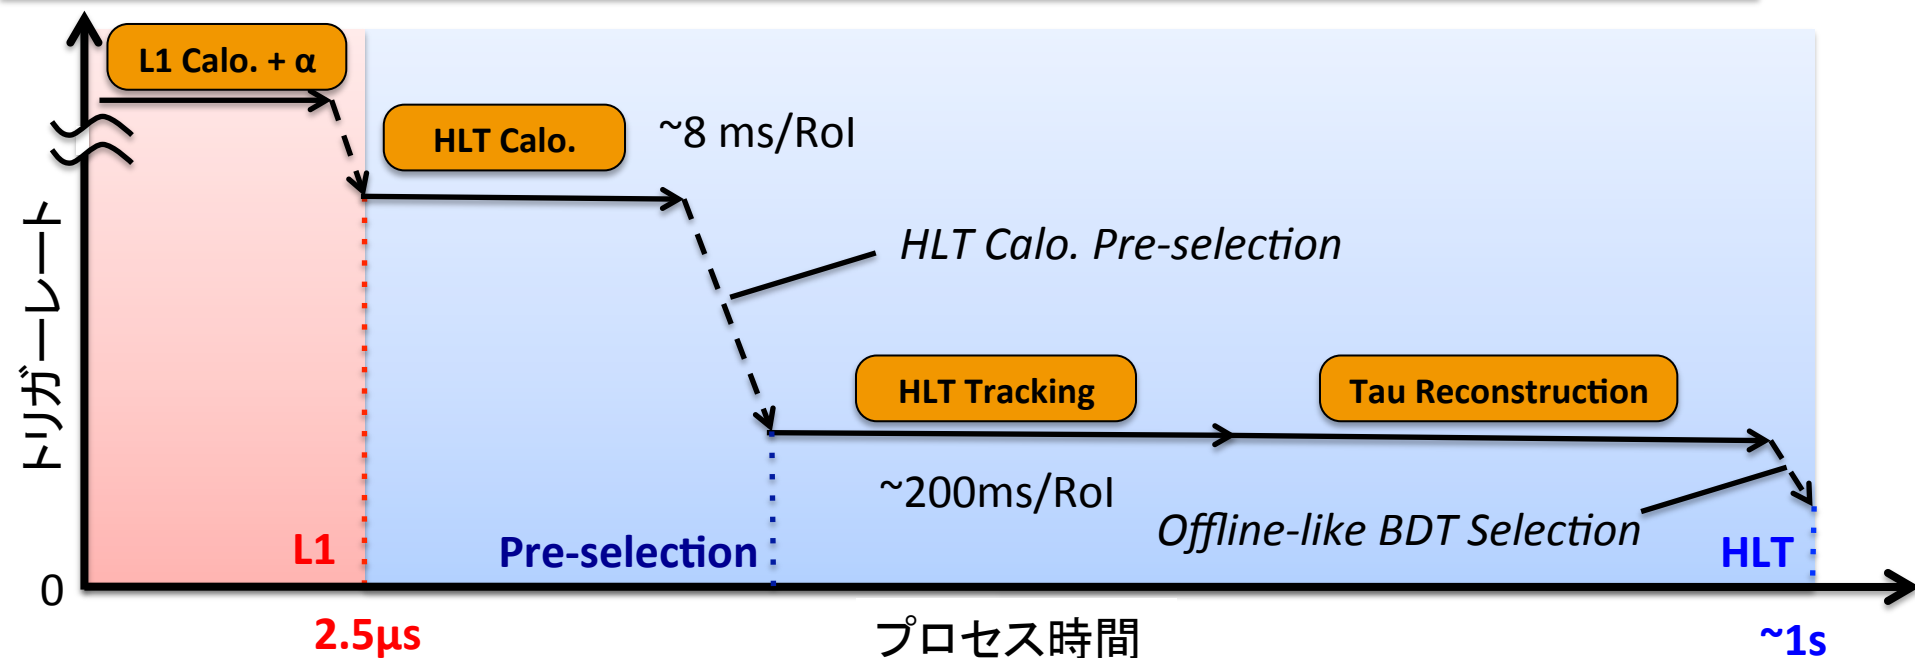 L1 Calo. + α
HLT Calo.
~8 ms/RoI
HLT Calo. Pre-selection
トリガーレート
HLT Tracking
Tau Reconstruction
~200ms/RoI
Offline-like BDT Selection
L1
Pre-selection
HLT
0
2.5μs
プロセス時間
~1s